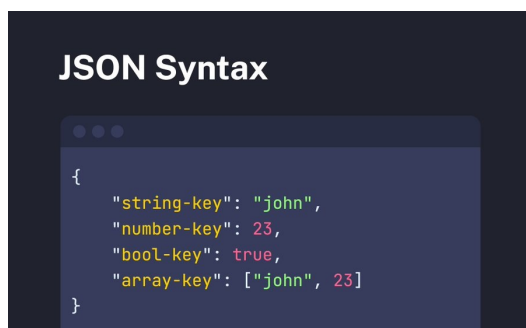 JSON Syntax
{
    "string-key": "john",
    "number-key": 23,
    "bool-key": true,
    "array-key": ["john", 23]
}